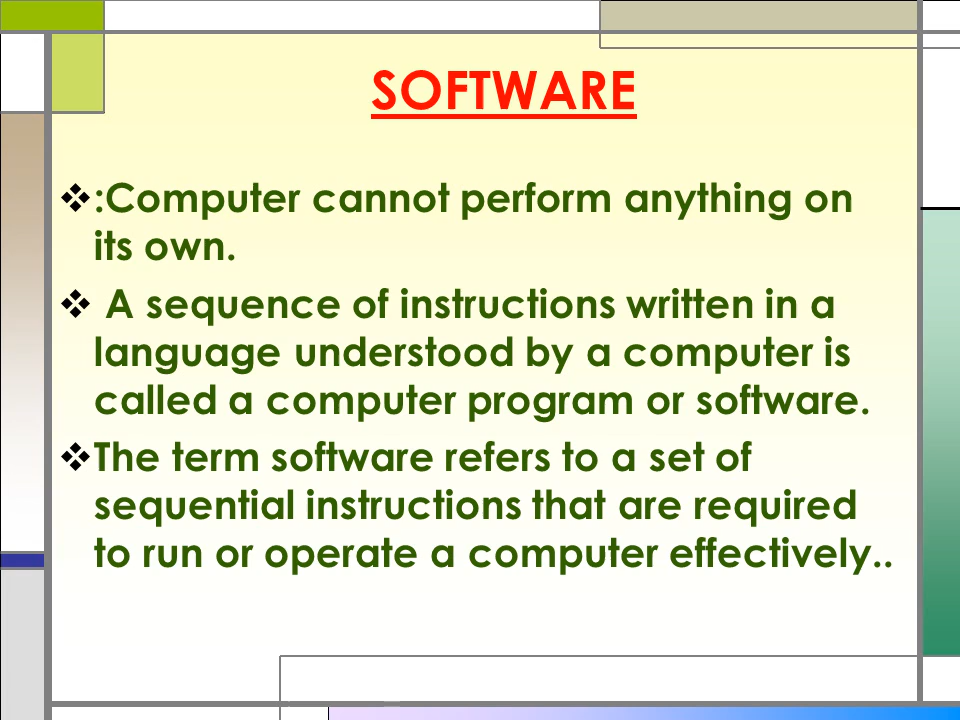 SOFTWARE
❖ :Computer cannot perform anything on
its own.
❖ A sequence of instructions written in a
language understood by a computer is
called a computer program or software.
❖ The term software refers to a set of
sequential instructions that are required
to run or operate a computer effectively..